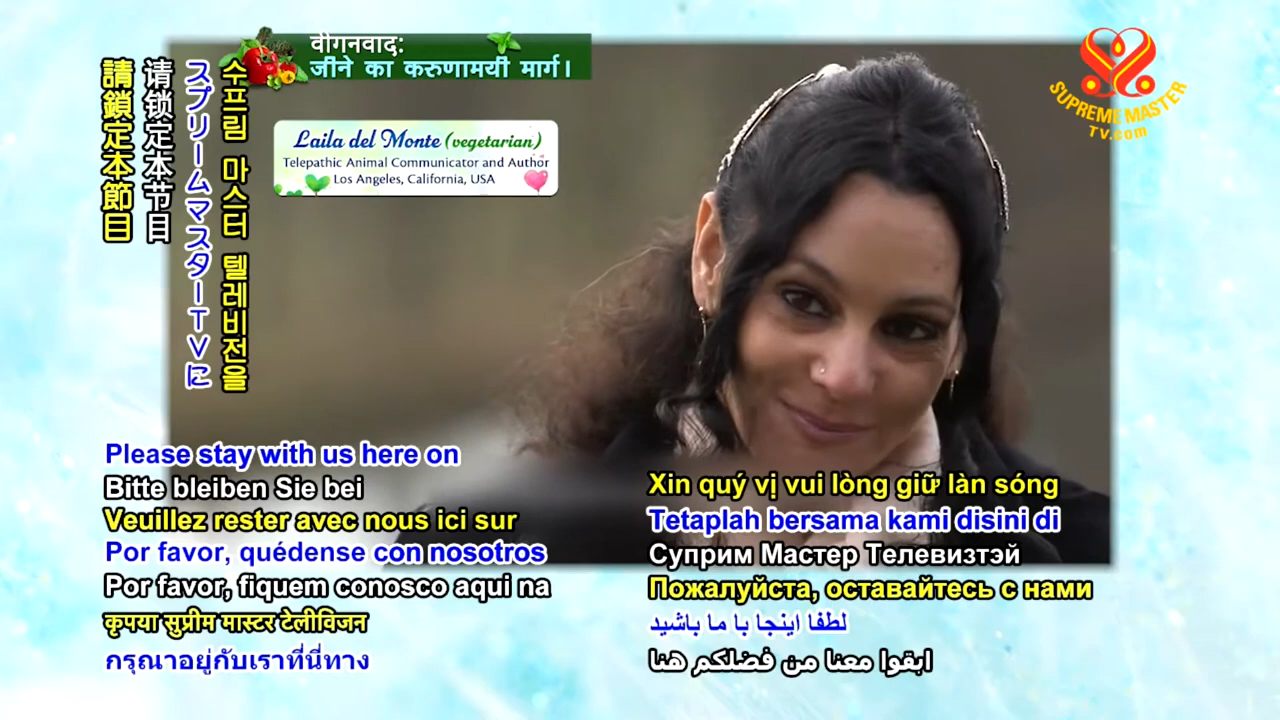 वीगनवाद:
जीने का करुणामयी मार्ग।
SUPREME MASTER
TV.com
請鎖定本節目
请锁定本节目
スプリームマスターTVに
수프림 마스터 텔레비전을
Laila del Monte (vegetarian)
Telepathic Animal Communicator and Author
Los Angeles, California, USA
Please stay with us here on
Bitte bleiben Sie bei
Veuillez rester avec nous ici sur
Por favor, quédense con nosotros
Por favor, fiquem conosco aqui na
कृपया सुप्रीम मास्टर टेलीविजन
กรุณาอยู่กับเราที่นี่ทาง
Xin quý vị vui lòng giữ làn sóng
Tetaplah bersama kami disini di
Суприм Мастер Телевизтэй
Пожалуйста, оставайтесь с нами
لطفا اینجا با ما باشید
ابقوا معنا من فضلكم هنا